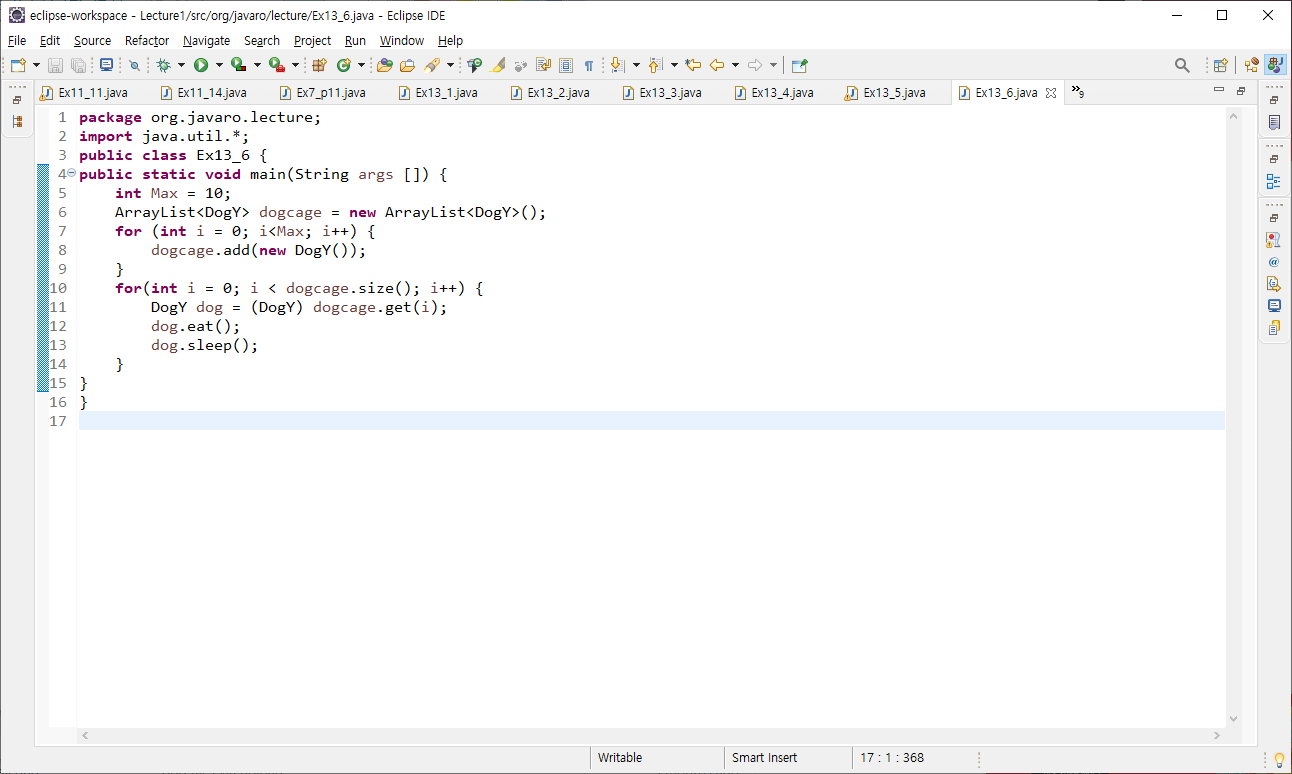 eclipse-workspace - Lecture1/src/org/javaro/lecture/Ex13_6.java - Eclipse IDE
File Edit Source Refactor Navigate Search Project Run Window Help
Ex11_11.java Ex11_14.java Ex7_p11.java Ex13_1.java Ex13_2.java Ex13_3.java Ex13_4.java Ex13_5.java Ex13_6.java »9
1 package org.javaro.lecture;
2 import java.util.*;
3 public class Ex13_6 {
4 public static void main(String args []) {
5 int Max = 10;
6 ArrayList<DogY> dogcage = new ArrayList<DogY>();
7 for (int i = 0; i<Max; i++) {
8 dogcage.add(new DogY());
9 }
10 for(int i = 0; i < dogcage.size(); i++) {
11 DogY dog = (DogY) dogcage.get(i);
12 dog.eat();
13 dog.sleep();
14 }
15 }
16 }
17
Writable Smart Insert 17 : 1 : 368